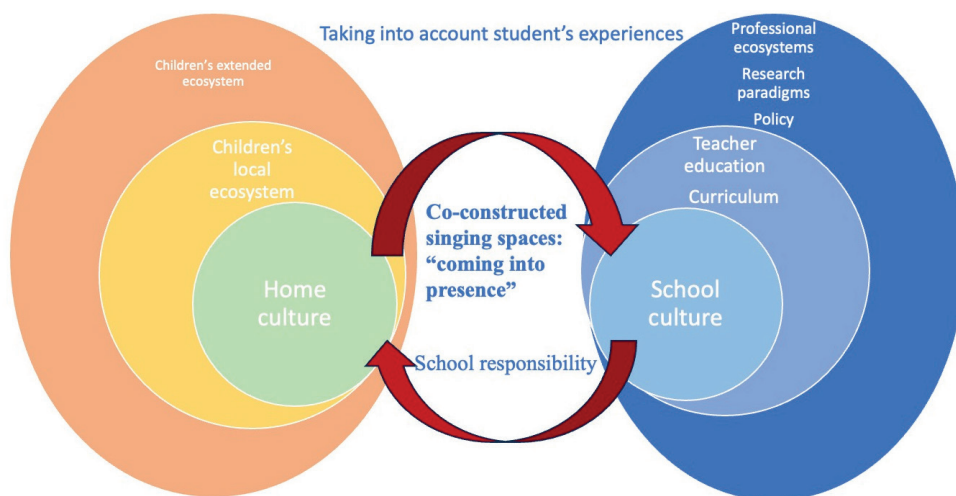 Taking into account student’s experiences
Children’s extended
ecosystem
Children’s
local
ecosystem
Home
culture
Co-constructed
singing spaces:
“coming into
presence”
School responsibility
Professional
ecosystems
Research
paradigms
Policy
Teacher
education
Curriculum
School
culture